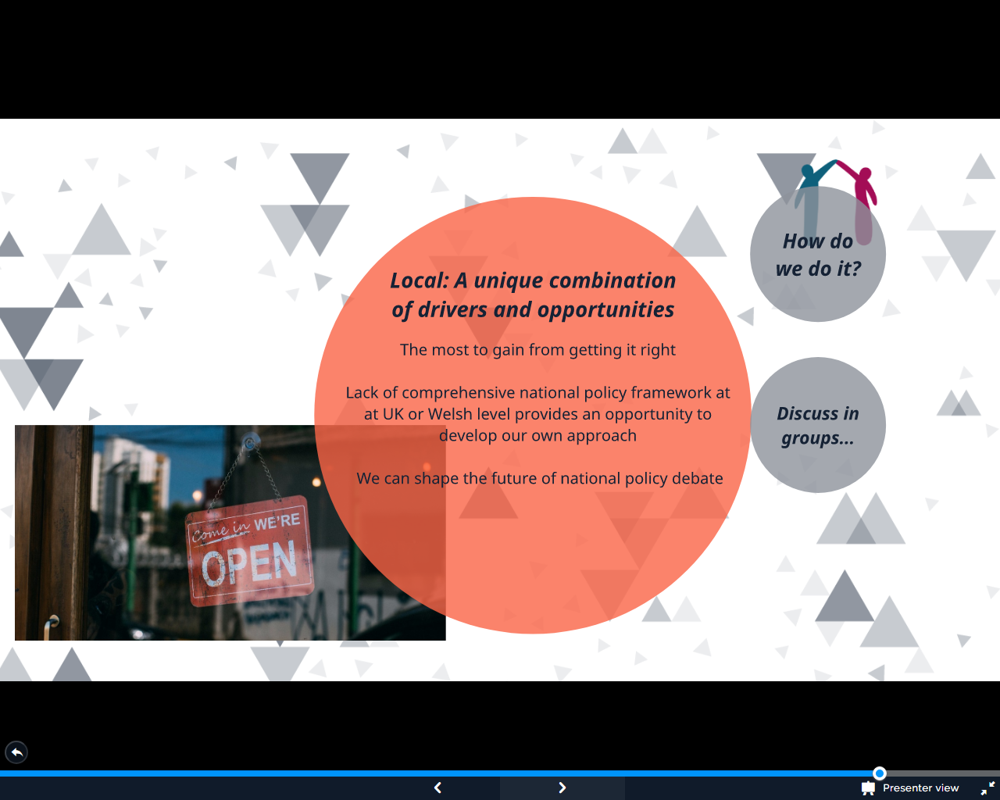 Local: A unique combination
of drivers and opportunities
The most to gain from getting it right
Lack of comprehensive national policy framework at
at UK or Welsh level provides an opportunity to
develop our own approach
We can shape the future of national policy debate
How do
we do it?
Discuss in
groups...
come in WE'RE
OPEN
Presenter view